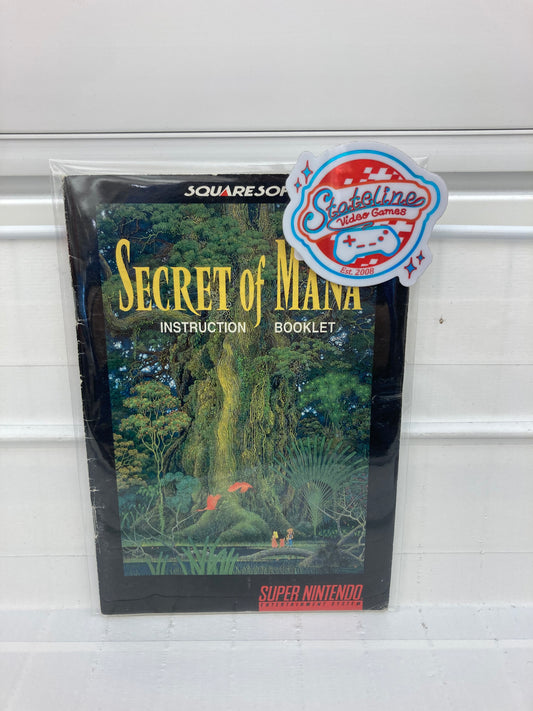 SQUARESOF
Stateline
Video Games
Est. 2008
SECRET of MANA
INSTRUCTION BOOKLET
SUPER NINTENDO
ENTERTAINMENT SYSTEM